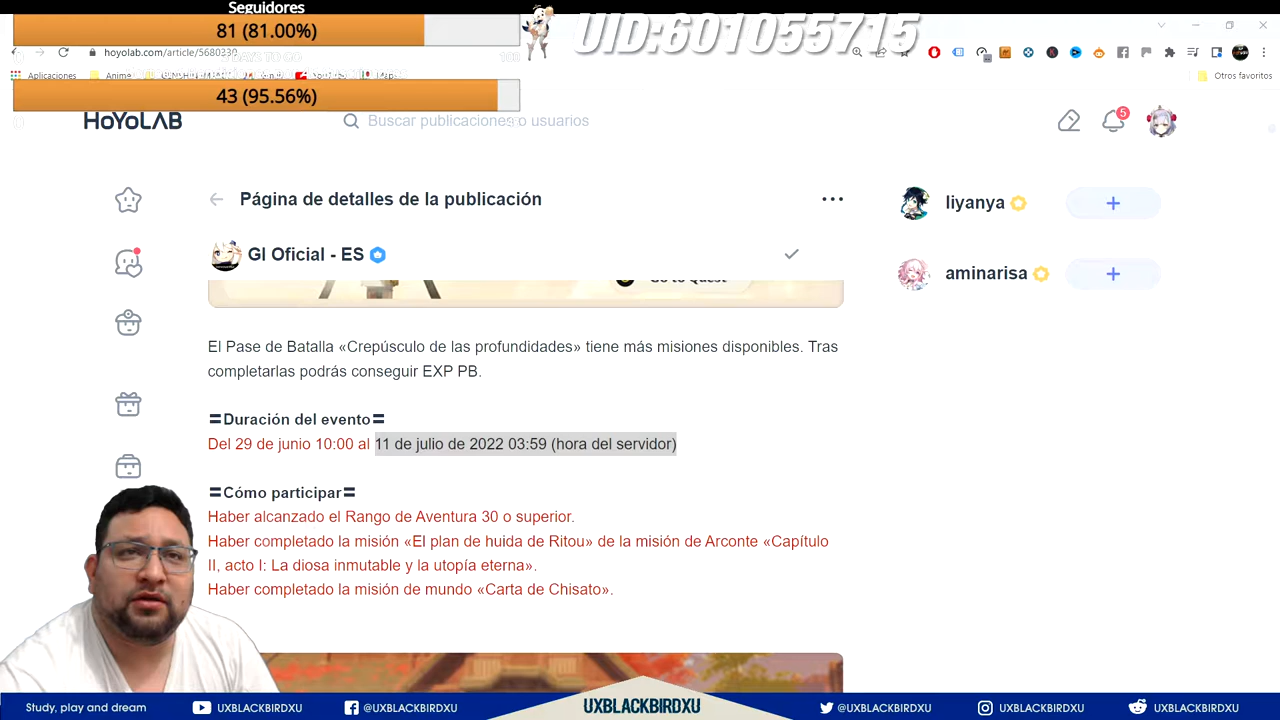 Seguidores
81 (81.00%)
UID:601055715
hoyolab.com/article/5680330
Aplicaciones
Anime
Otros favoritos
43 (95.56%)
HoYoLAB
Buscar publicaciones o usuarios
5
Página de detalles de la publicación
liyanya
GI Oficial - ES
aminarisa
Go to Quest
El Pase de Batalla «Crepúsculo de las profundidades» tiene más misiones disponibles. Tras
completarlas podrás conseguir EXP PB.
〓Duración del evento〓
Del 29 de junio 10:00 al 11 de julio de 2022 03:59 (hora del servidor)
〓Cómo participar〓
Haber alcanzado el Rango de Aventura 30 o superior.
Haber completado la misión «El plan de huida de Ritou» de la misión de Arconte «Capítulo
II, acto I: La diosa inmutable y la utopía eterna».
Haber completado la misión de mundo «Carta de Chisato».
Study, play and dream
UXBLACKBIRDXU
@UXBLACKBIRDXU
UXBLACKBIRDXU
@UXBLACKBIRDXU
UXBLACKBIRDXU
UXBLACKBIRDXU